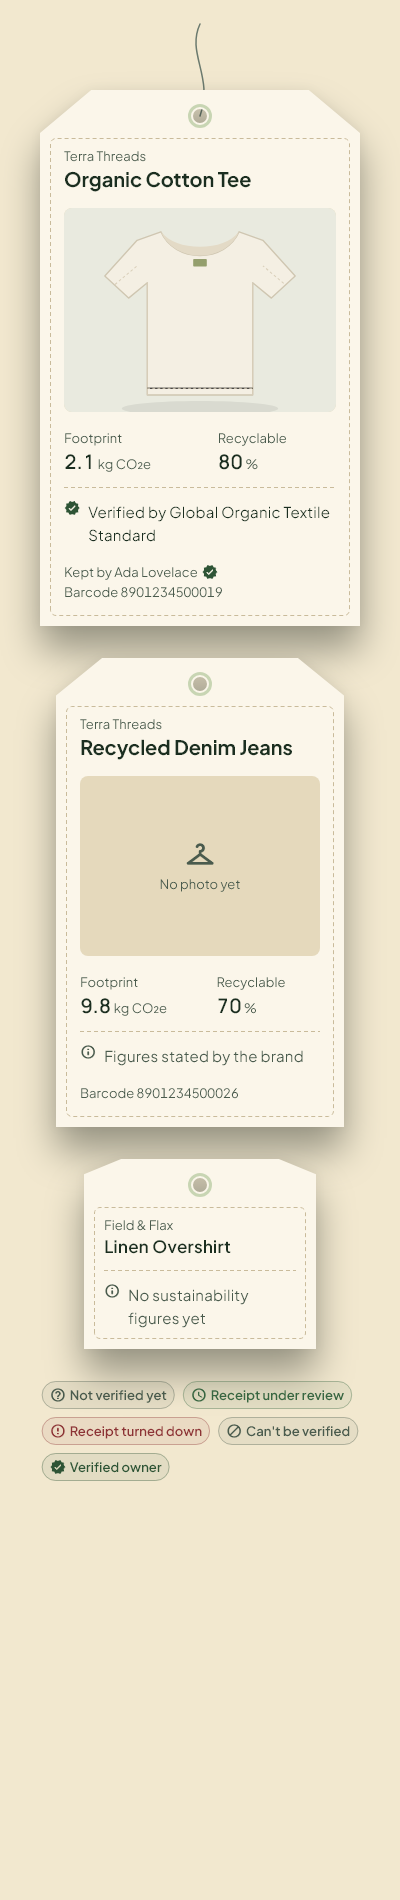 Terra Threads
Organic Cotton Tee
Footprint
Recyclable
2.1 kg CO₂e
80 %
Verified by Global Organic Textile
Standard
Kept by Ada Lovelace
Barcode 8901234500019
Terra Threads
Recycled Denim Jeans
No photo yet
Footprint
Recyclable
9.8 kg CO₂e
70 %
Figures stated by the brand
Barcode 8901234500026
Field & Flax
Linen Overshirt
No sustainability
figures yet
Not verified yet
Receipt under review
Receipt turned down
Can't be verified
Verified owner